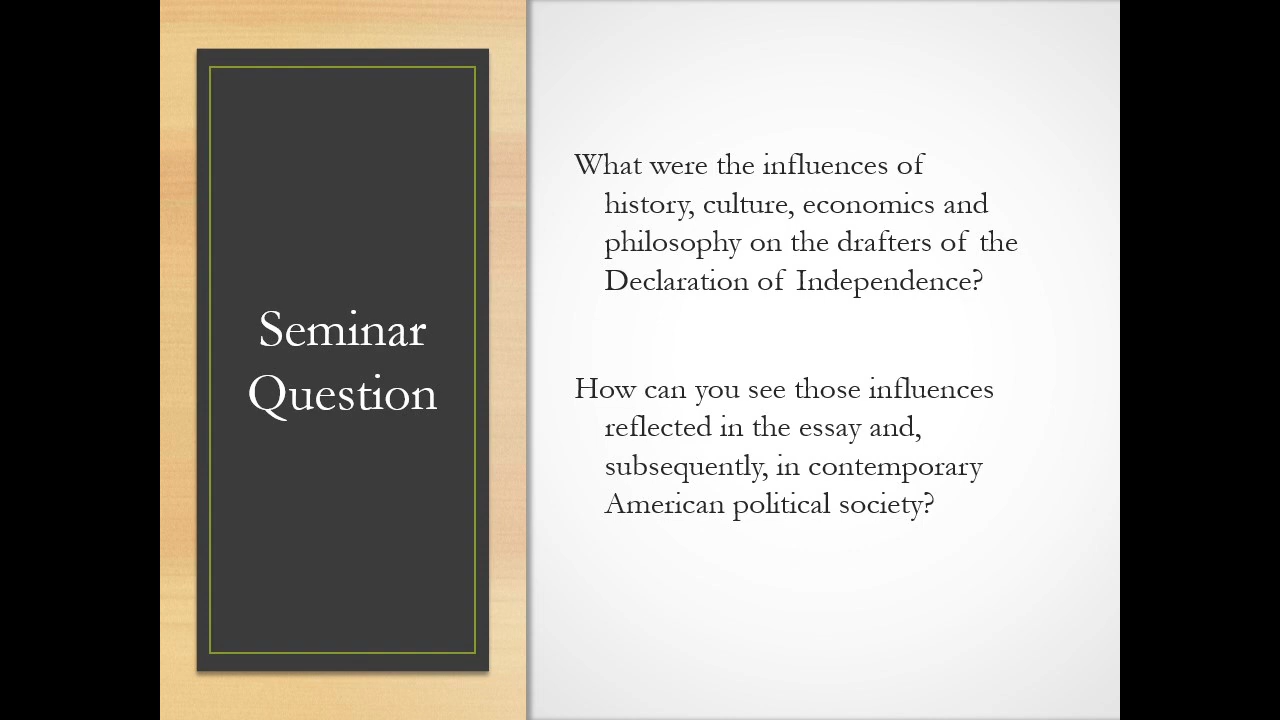 Seminar
Question
What were the influences of
history, culture, economics and
philosophy on the drafters of the
Declaration of Independence?
How can you see those influences
reflected in the essay and,
subsequently, in contemporary
American political society?